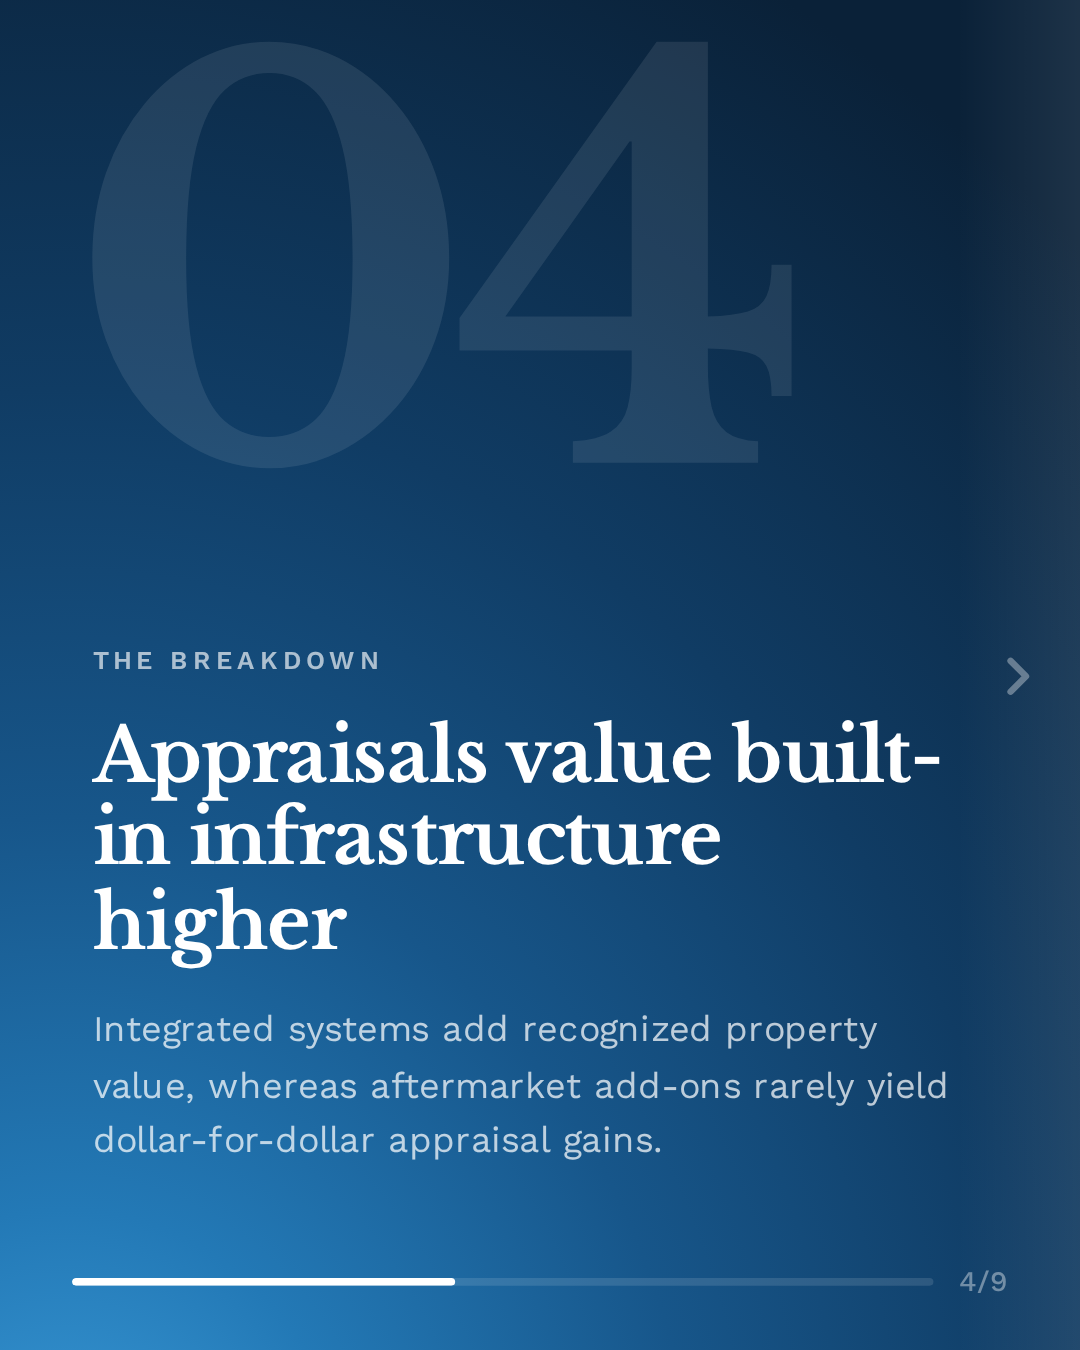 04
THE BREAKDOWN
Appraisals value built-
in infrastructure
higher
Integrated systems add recognized property
value, whereas aftermarket add-ons rarely yield
dollar-for-dollar appraisal gains.
4/9